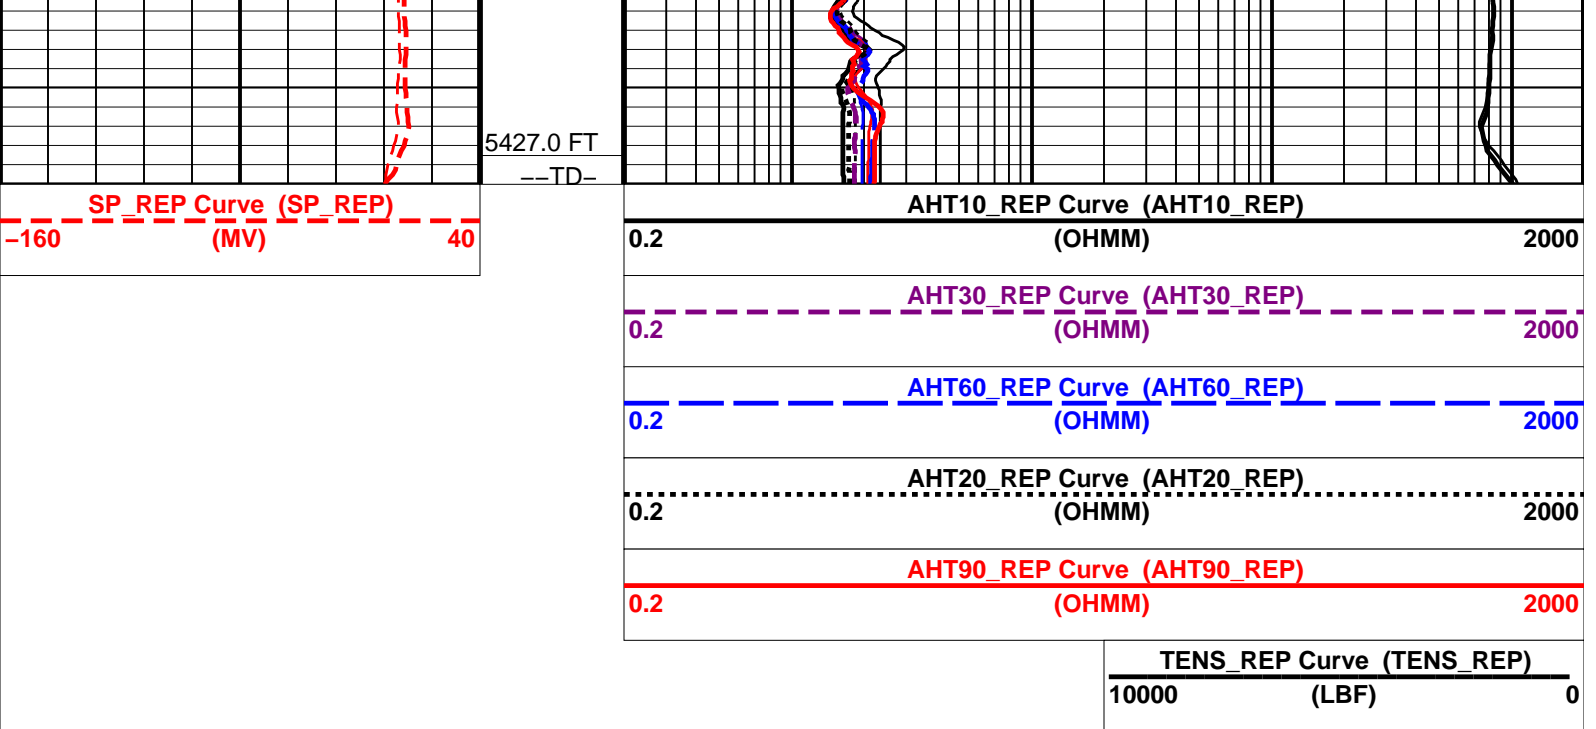 5427.0 FT
--TD-
SP_REP Curve (SP_REP)
-160 (MV) 40
AHT10_REP Curve (AHT10_REP)
0.2 (OHMM) 2000
AHT30_REP Curve (AHT30_REP)
0.2 (OHMM) 2000
AHT60_REP Curve (AHT60_REP)
0.2 (OHMM) 2000
AHT20_REP Curve (AHT20_REP)
0.2 (OHMM) 2000
AHT90_REP Curve (AHT90_REP)
0.2 (OHMM) 2000
TENS_REP Curve (TENS_REP)
10000 (LBF) 0